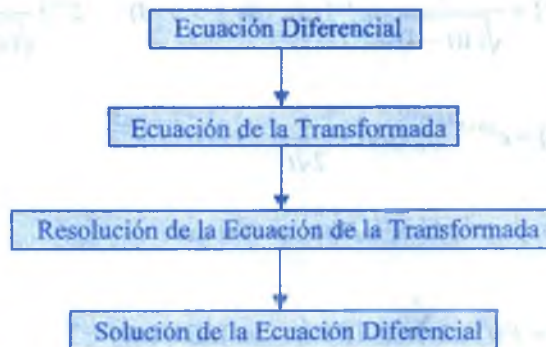 Ecuación Diferencial
Ecuación de la Transformada
Resolución de la Ecuación de la Transformada
Solución de la Ecuación Diferencial